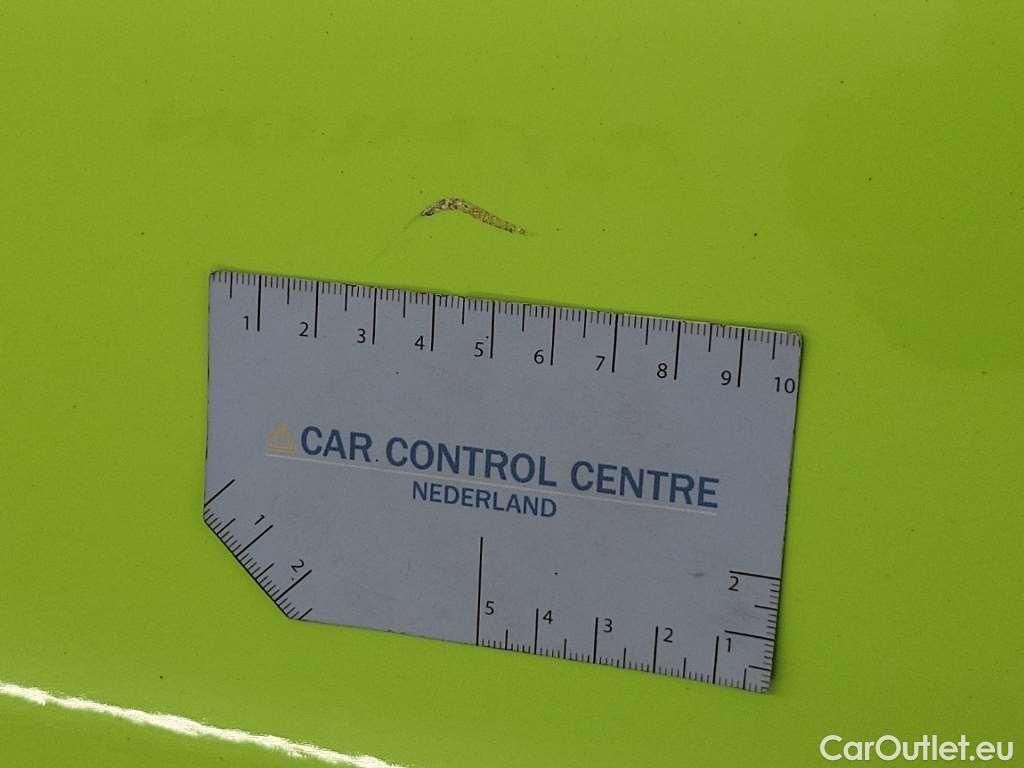 1 2 3 4 5 6 7 8 9 10
CAR CONTROL CENTRE
NEDERLAND
1
2
5 4 3 2 1
2
CarOutlet.eu